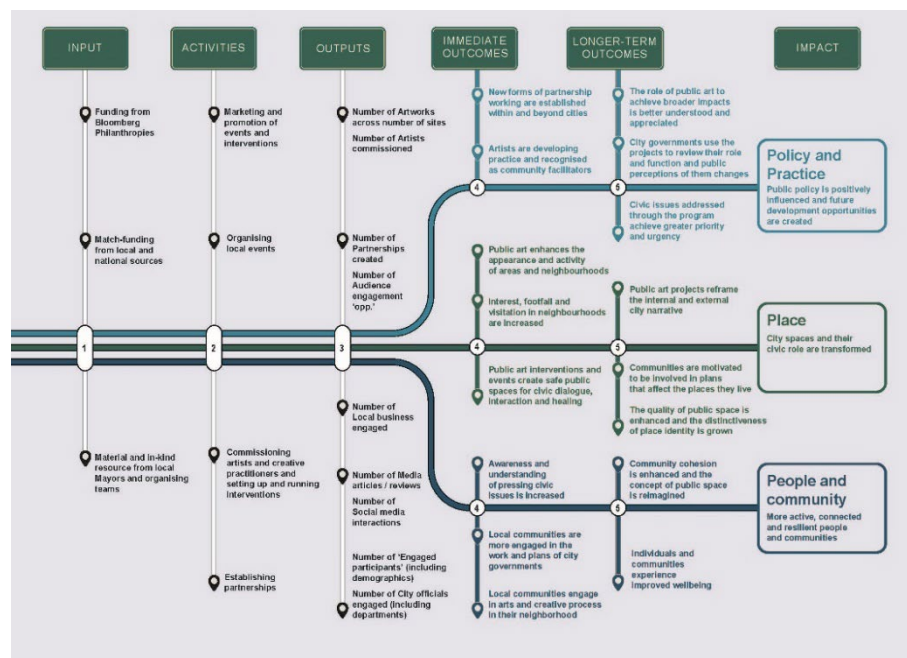 INPUT
ACTIVITIES
OUTPUTS
IMMEDIATE
OUTCOMES
LONGER-TERM
OUTCOMES
IMPACT
Funding from
Bloomberg
Philanthropies
Match-funding
from local and
national sources
1
Material and in-kind
resource from local
Mayors and organising
teams
Marketing and
promotion of
events and
interventions
Organising
local events
2
Commissioning
artists and creative
practitioners and
setting up and running
interventions
Establishing
partnerships
Number of Artworks
across number of sites
Number of Artists
commissioned
Number of
Partnerships
created
Number of
Audience
engagement
‘opp.’
3
Number of
Local business
engaged
Number of Media
articles / reviews
Number of
Social media
interactions
Number of ‘Engaged
participants’ (including
demographics)
Number of City officials
engaged (including
departments)
New forms of partnership
working are established
within and beyond cities
Artists are developing
practice and recognised
as community facilitators
4
The role of public art to
achieve broader impacts
is better understood and
appreciated
City governments use the
projects to review their role
and function and public
perceptions of them changes
5
Civic issues addressed
through the program
achieve greater priority
and urgency
Policy and
Practice
Public policy is positively
influenced and future
development opportunities
are created
Public art enhances the
appearance and activity
of areas and neighbourhoods
Interest, footfall and
visitation in neighbourhoods
are increased
4
Public art interventions and
events create safe public
spaces for civic dialogue,
interaction and healing
Public art projects reframe
the internal and external
city narrative
5
Communities are motivated
to be involved in plans
that affect the places they live
The quality of public space is
enhanced and the distinctiveness
of place identity is grown
Place
City spaces and their
civic role are transformed
Awareness and
understanding
of pressing civic
issues is increased
4
Local communities are
more engaged in the
work and plans of city
governments
Local communities engage
in arts and creative process
in their neighborhood
Community cohesion
is enhanced and the
concept of public space
is reimagined
5
Individuals and
communities
experience
improved wellbeing
People and
community
More active, connected
and resilient people
and communities